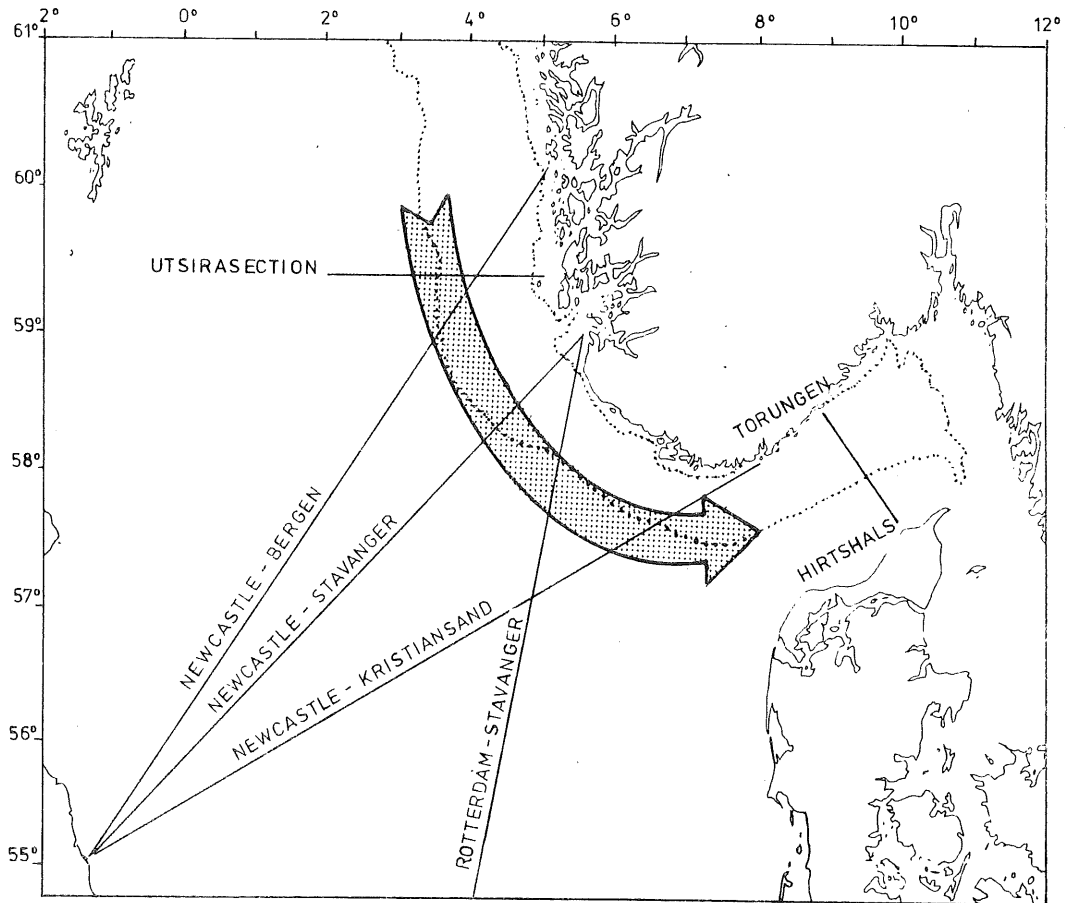 2° 0° 2° 4° 6° 8° 10° 12°
61°
60°
UTSIRASECTION
59°
TORUNGEN
58°
NEWCASTLE - BERGEN
NEWCASTLE - STAVANGER
HIRTSHALS
57°
NEWCASTLE - KRISTIANSAND
ROTTERDAM - STAVANGER
56°
55°